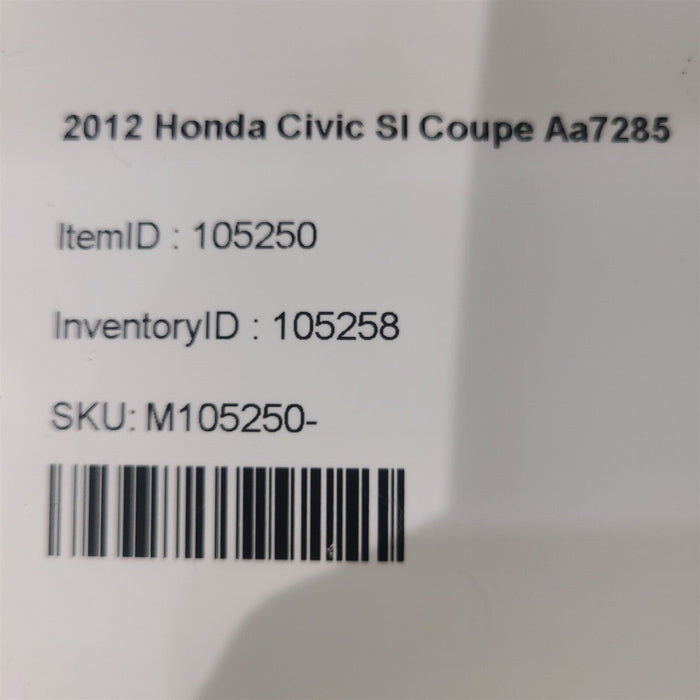 2012 Honda Civic SI Coupe Aa7285
ItemID : 105250
InventoryID : 105258
SKU: M105250-